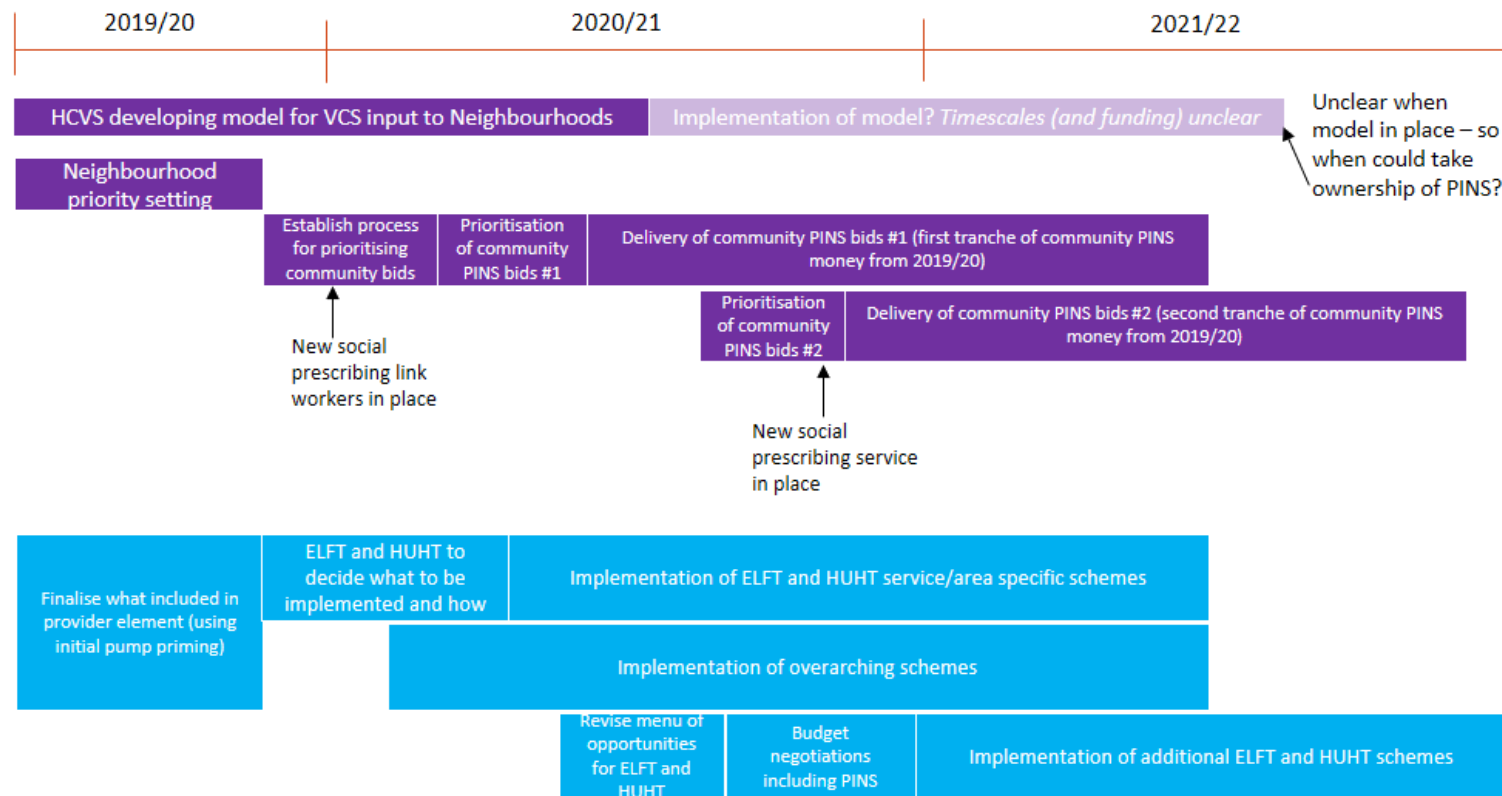 2019/20
2020/21
2021/22
HCVS developing model for VCS input to Neighbourhoods
Implementation of model? Timescales (and funding) unclear
Unclear when
model in place – so
when could take
ownership of PINS?
Neighbourhood
priority setting
Establish process
for prioritising
community bids
Prioritisation
of community
PINS bids #1
Delivery of community PINS bids #1 (first tranche of community PINS
money from 2019/20)
Prioritisation
of community
PINS bids #2
Delivery of community PINS bids #2 (second tranche of community PINS
money from 2019/20)
New social
prescribing link
workers in place
New social
prescribing service
in place
Finalise what included in
provider element (using
initial pump priming)
ELFT and HUHT to
decide what to be
implemented and how
Implementation of ELFT and HUHT service/area specific schemes
Implementation of overarching schemes
Revise menu of
opportunities
for ELFT and
HUHT
Budget
negotiations
including PINS
Implementation of additional ELFT and HUHT schemes